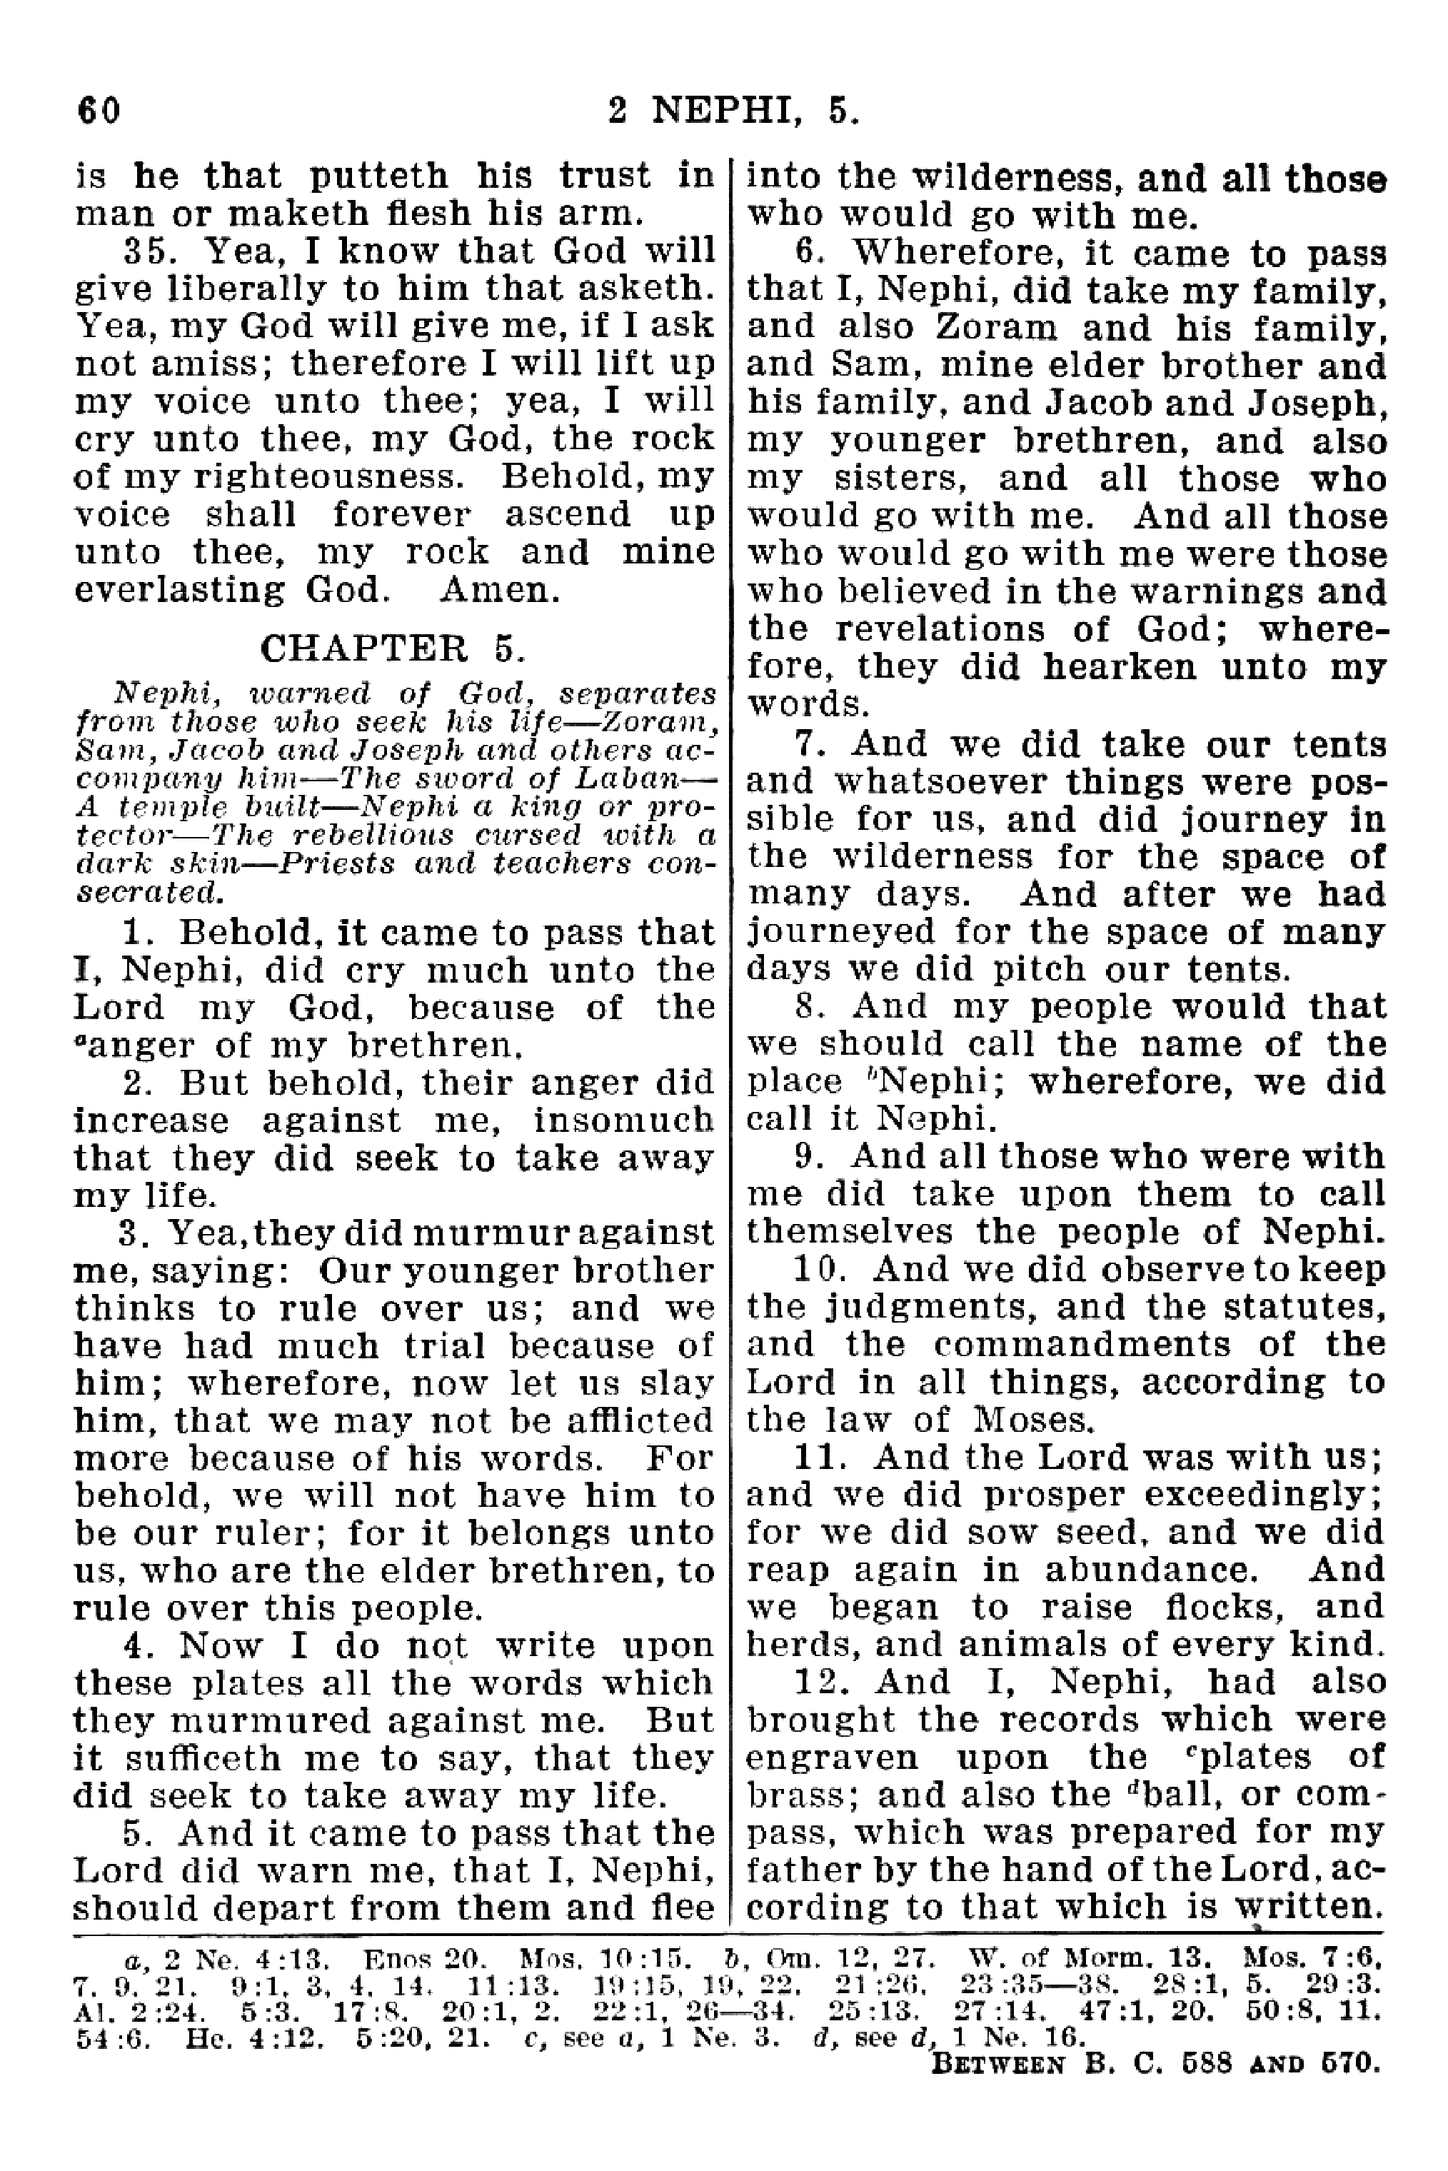 60
2 NEPHI, 5.
is he that putteth his trust in
man or maketh flesh his arm.
35. Yea, I know that God will
give liberally to him that asketh.
Yea, my God will give me, if I ask
not amiss; therefore I will lift up
my voice unto thee; yea, I will
cry unto thee, my God, the rock
of my righteousness. Behold, my
voice shall forever ascend up
unto thee, my rock and mine
everlasting God. Amen.
CHAPTER 5.
Nephi, warned of God, separates
from those who seek his life—Zoram,
Sam, Jacob and Joseph and others ac-
company him—The sword of Laban—
A temple built—Nephi a king or pro-
tector—The rebellious cursed with a
dark skin—Priests and teachers con-
secrated.
1. Behold, it came to pass that
I, Nephi, did cry much unto the
Lord my God, because of the
ᵃanger of my brethren.
2. But behold, their anger did
increase against me, insomuch
that they did seek to take away
my life.
3. Yea, they did murmur against
me, saying: Our younger brother
thinks to rule over us; and we
have had much trial because of
him; wherefore, now let us slay
him, that we may not be afflicted
more because of his words. For
behold, we will not have him to
be our ruler; for it belongs unto
us, who are the elder brethren, to
rule over this people.
4. Now I do not write upon
these plates all the words which
they murmured against me. But
it sufficeth me to say, that they
did seek to take away my life.
5. And it came to pass that the
Lord did warn me, that I, Nephi,
should depart from them and flee
into the wilderness, and all those
who would go with me.
6. Wherefore, it came to pass
that I, Nephi, did take my family,
and also Zoram and his family,
and Sam, mine elder brother and
his family, and Jacob and Joseph,
my younger brethren, and also
my sisters, and all those who
would go with me. And all those
who would go with me were those
who believed in the warnings and
the revelations of God; where-
fore, they did hearken unto my
words.
7. And we did take our tents
and whatsoever things were pos-
sible for us, and did journey in
the wilderness for the space of
many days. And after we had
journeyed for the space of many
days we did pitch our tents.
8. And my people would that
we should call the name of the
place ᵇNephi; wherefore, we did
call it Nephi.
9. And all those who were with
me did take upon them to call
themselves the people of Nephi.
10. And we did observe to keep
the judgments, and the statutes,
and the commandments of the
Lord in all things, according to
the law of Moses.
11. And the Lord was with us;
and we did prosper exceedingly;
for we did sow seed, and we did
reap again in abundance. And
we began to raise flocks, and
herds, and animals of every kind.
12. And I, Nephi, had also
brought the records which were
engraven upon the ᶜplates of
brass; and also the ᵈball, or com-
pass, which was prepared for my
father by the hand of the Lord, ac-
cording to that which is written.
a, 2 Ne. 4:13. Enos 20. Mos. 10:15. b, Om. 12, 27. W. of Morm. 13. Mos. 7:6,
7, 9, 21. 9:1, 3, 4, 14. 11:13. 19:15, 19, 22. 21:26. 23:35—38. 28:1, 5. 29:3.
Al. 2:24. 5:3. 17:8. 20:1, 2. 22:1, 26—34. 25:13. 27:14. 47:1, 20. 50:8, 11.
54:6. He. 4:12. 5:20, 21. c, see a, 1 Ne. 3. d, see d, 1 Ne. 16.
BETWEEN B. C. 588 AND 570.